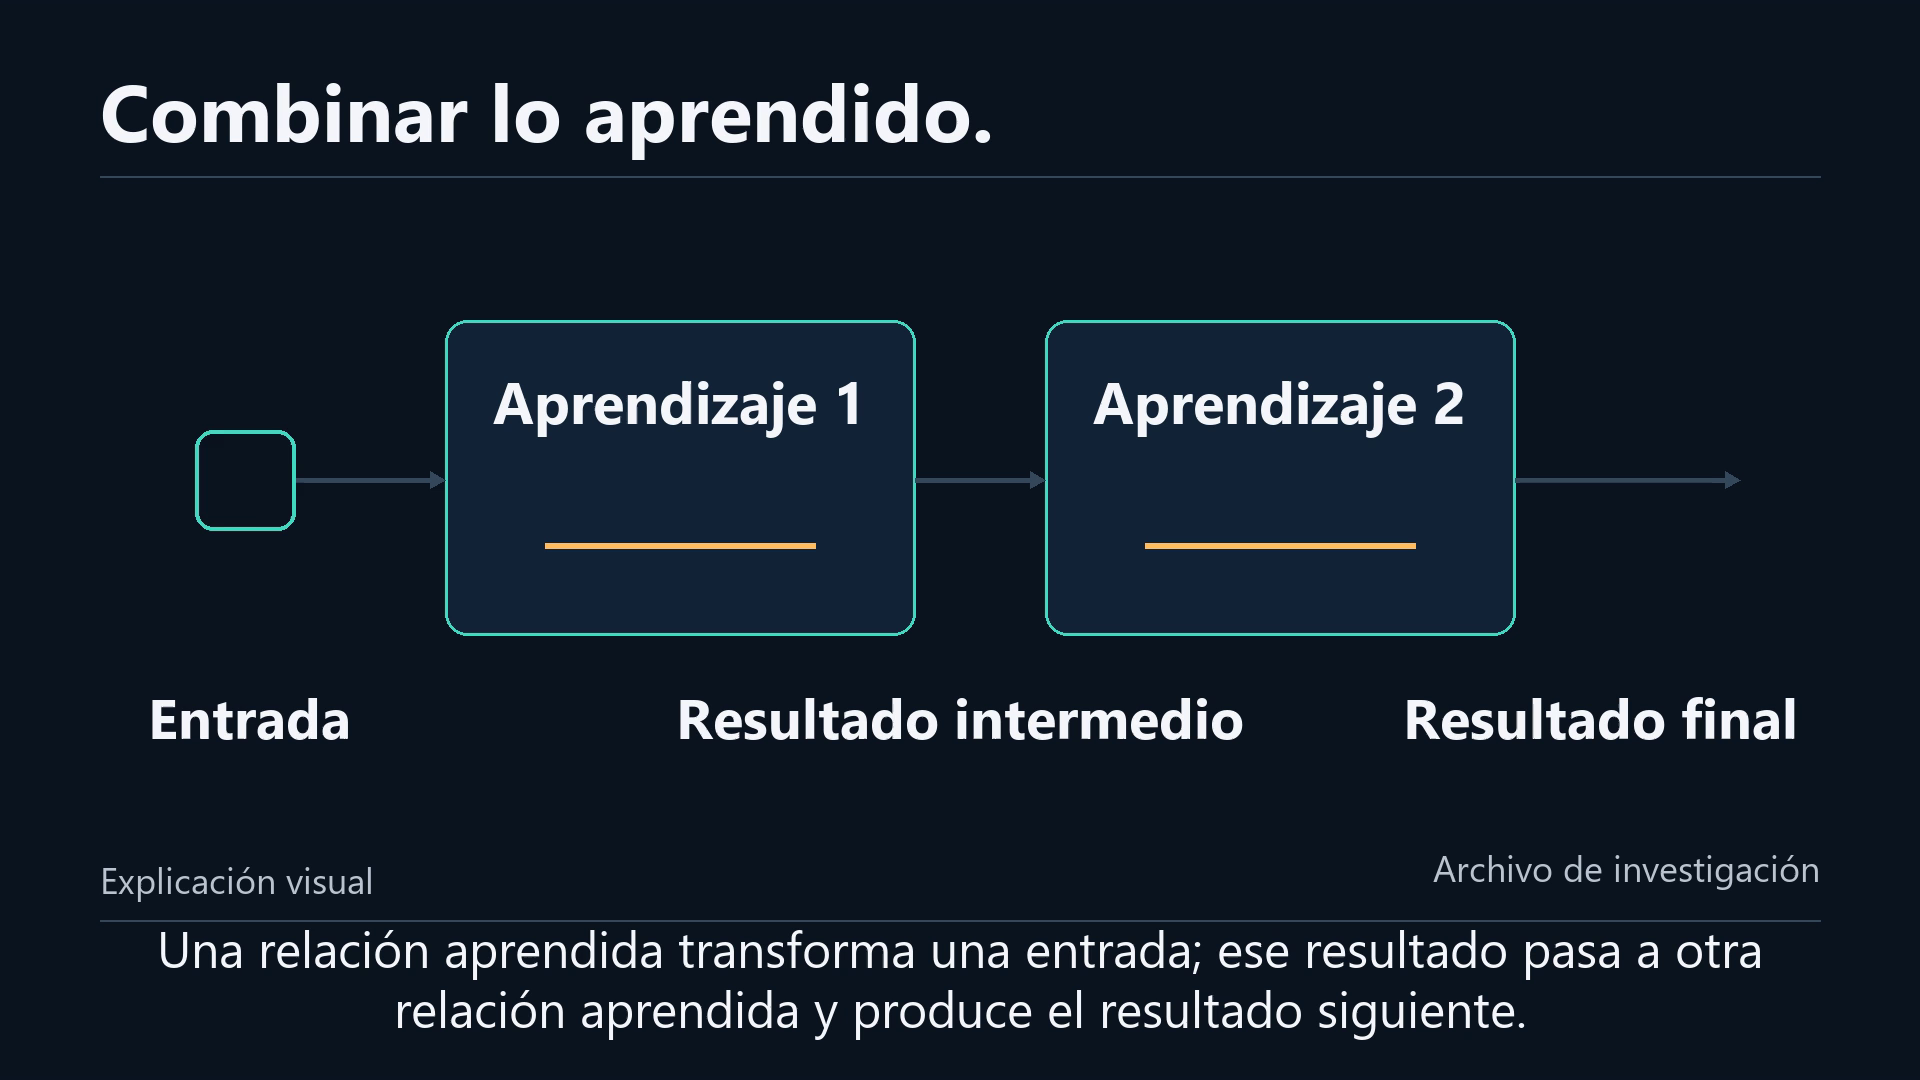 Combinar lo aprendido.
Aprendizaje 1
Aprendizaje 2
Entrada
Resultado intermedio
Resultado final
Explicación visual
Archivo de investigación
Una relación aprendida transforma una entrada; ese resultado pasa a otra
relación aprendida y produce el resultado siguiente.